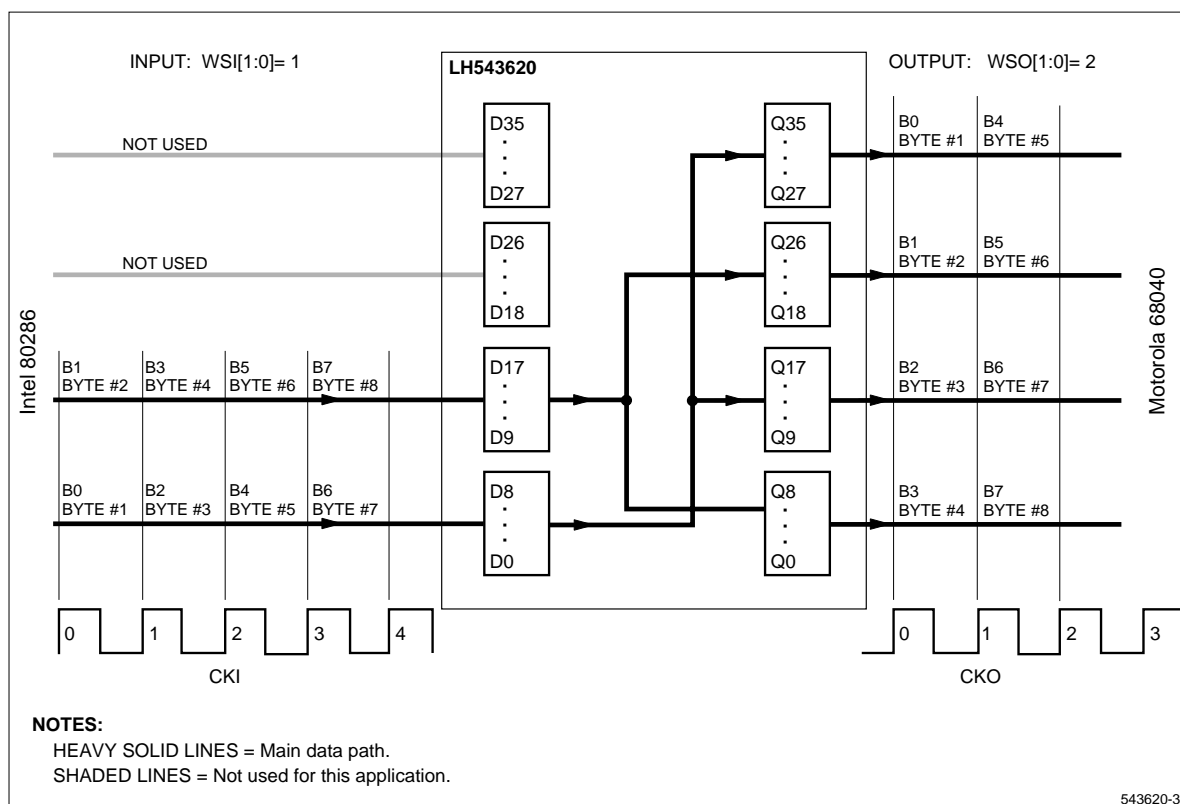 INPUT: WSI[1:0]= 1
LH543620
OUTPUT: WSO[1:0]= 2
NOT USED
D35
.
.
.
D27
Q35
.
.
.
Q27
B0
BYTE #1
B4
BYTE #5
NOT USED
D26
.
.
.
D18
Q26
.
.
.
Q18
B1
BYTE #2
B5
BYTE #6
Intel 80286
Motorola 68040
B1
BYTE #2
B3
BYTE #4
B5
BYTE #6
B7
BYTE #8
D17
.
.
.
D9
Q17
.
.
.
Q9
B2
BYTE #3
B6
BYTE #7
B0
BYTE #1
B2
BYTE #3
B4
BYTE #5
B6
BYTE #7
D8
.
.
.
D0
Q8
.
.
.
Q0
B3
BYTE #4
B7
BYTE #8
0 1 2 3 4
CKI
0 1 2 3
CKO
NOTES:
HEAVY SOLID LINES = Main data path.
SHADED LINES = Not used for this application.
543620-3